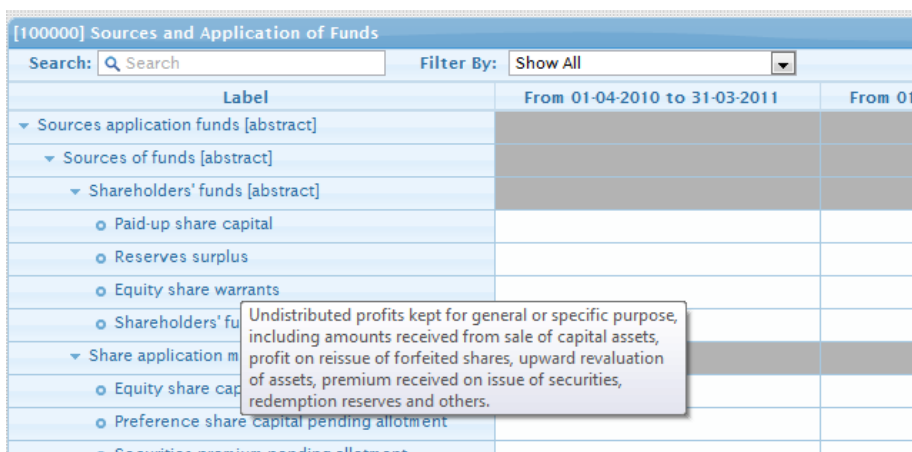 [100000] Sources and Application of Funds
Search: Search Filter By: Show All
Label From 01-04-2010 to 31-03-2011 From 01
Sources application funds [abstract]
Sources of funds [abstract]
Shareholders' funds [abstract]
Paid-up share capital
Reserves surplus
Equity share warrants
Shareholders' fu
Share application m
Equity share cap
Undistributed profits kept for general or specific purpose,
including amounts received from sale of capital assets,
profit on reissue of forfeited shares, upward revaluation
of assets, premium received on issue of securities,
redemption reserves and others.
Preference share capital pending allotment
Securities premium pending allotment